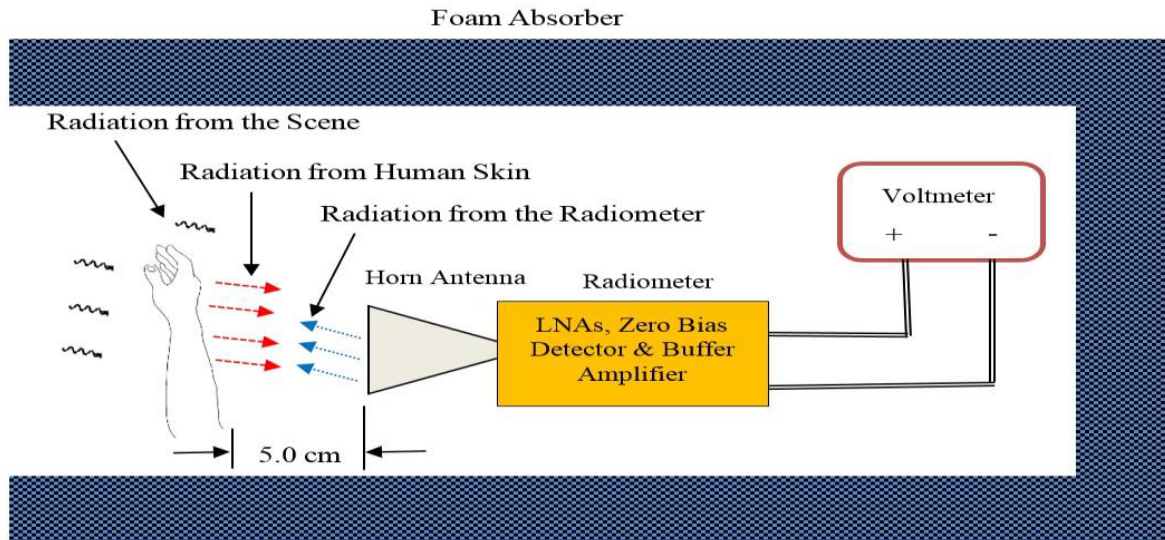 Foam Absorber
Radiation from the Scene
Radiation from Human Skin
Radiation from the Radiometer
Voltmeter
+ -
Horn Antenna
Radiometer
LNAs, Zero Bias
Detector & Buffer
Amplifier
5.0 cm